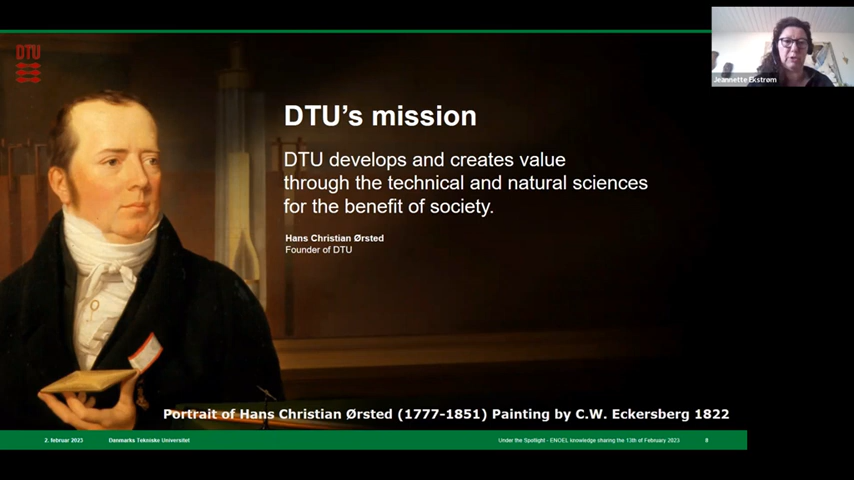 DTU
Jeannette Ekstrøm
DTU’s mission
DTU develops and creates value
through the technical and natural sciences
for the benefit of society.
Hans Christian Ørsted
Founder of DTU
Portrait of Hans Christian Ørsted (1777-1851) Painting by C.W. Eckersberg 1822
2. februar 2023 Danmarks Tekniske Universitet Under the Spotlight - ENOEL knowledge sharing the 13th of February 2023 8